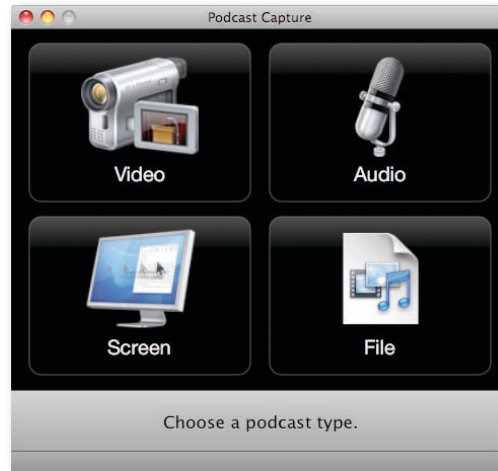 Podcast Capture
Video
Audio
Screen
File
Choose a podcast type.